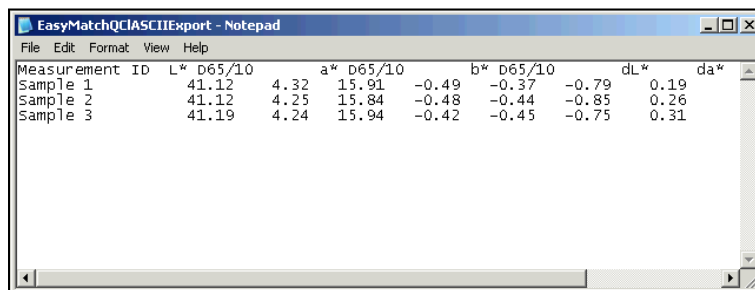 EasyMatchQClASCIIExport - Notepad
File Edit Format View Help
Measurement ID L* D65/10 a* D65/10 b* D65/10 dL* da*
Sample 1 41.12 4.32 15.91 -0.49 -0.37 -0.79 0.19
Sample 2 41.12 4.25 15.84 -0.48 -0.44 -0.85 0.26
Sample 3 41.19 4.24 15.94 -0.42 -0.45 -0.75 0.31